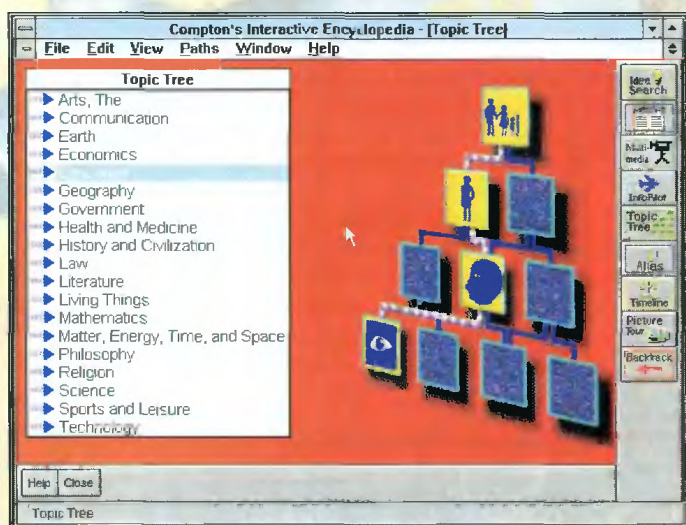 Compton's Interactive Encyclopedia - [Topic Tree]
File Edit View Paths Window Help
Topic Tree
Arts, The
Communication
Earth
Economics
Geography
Government
Health and Medicine
History and Civilization
Law
Literature
Living Things
Mathematics
Matter, Energy, Time, and Space
Philosophy
Religion
Science
Sports and Leisure
Technology
Idea
Search
Multi-
media
InfoPilot
Topic
Tree
Atlas
Timeline
Picture
Tour
Backtrack
Help Close
Topic Tree